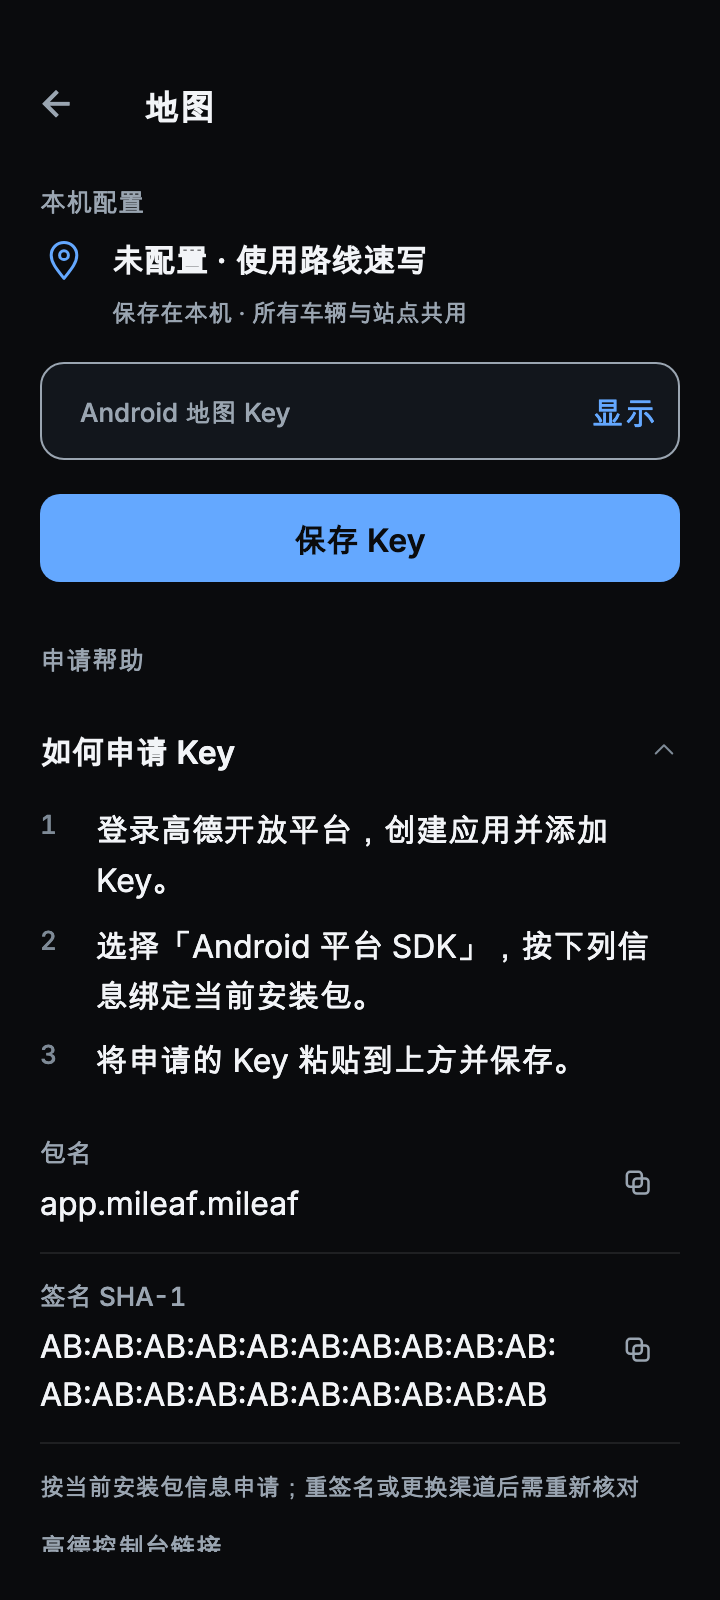 地图
本机配置
未配置 · 使用路线速写
保存在本机 · 所有车辆与站点共用
Android 地图 Key
显示
保存 Key
申请帮助
如何申请 Key
1 登录高德开放平台，创建应用并添加
Key。
2 选择「Android 平台 SDK」，按下列信
息绑定当前安装包。
3 将申请的 Key 粘贴到上方并保存。
包名
app.mileaf.mileaf
签名 SHA-1
AB:AB:AB:AB:AB:AB:AB:AB:AB:AB:
AB:AB:AB:AB:AB:AB:AB:AB:AB:AB
按当前安装包信息申请；重签名或更换渠道后需重新核对
高德控制台链接